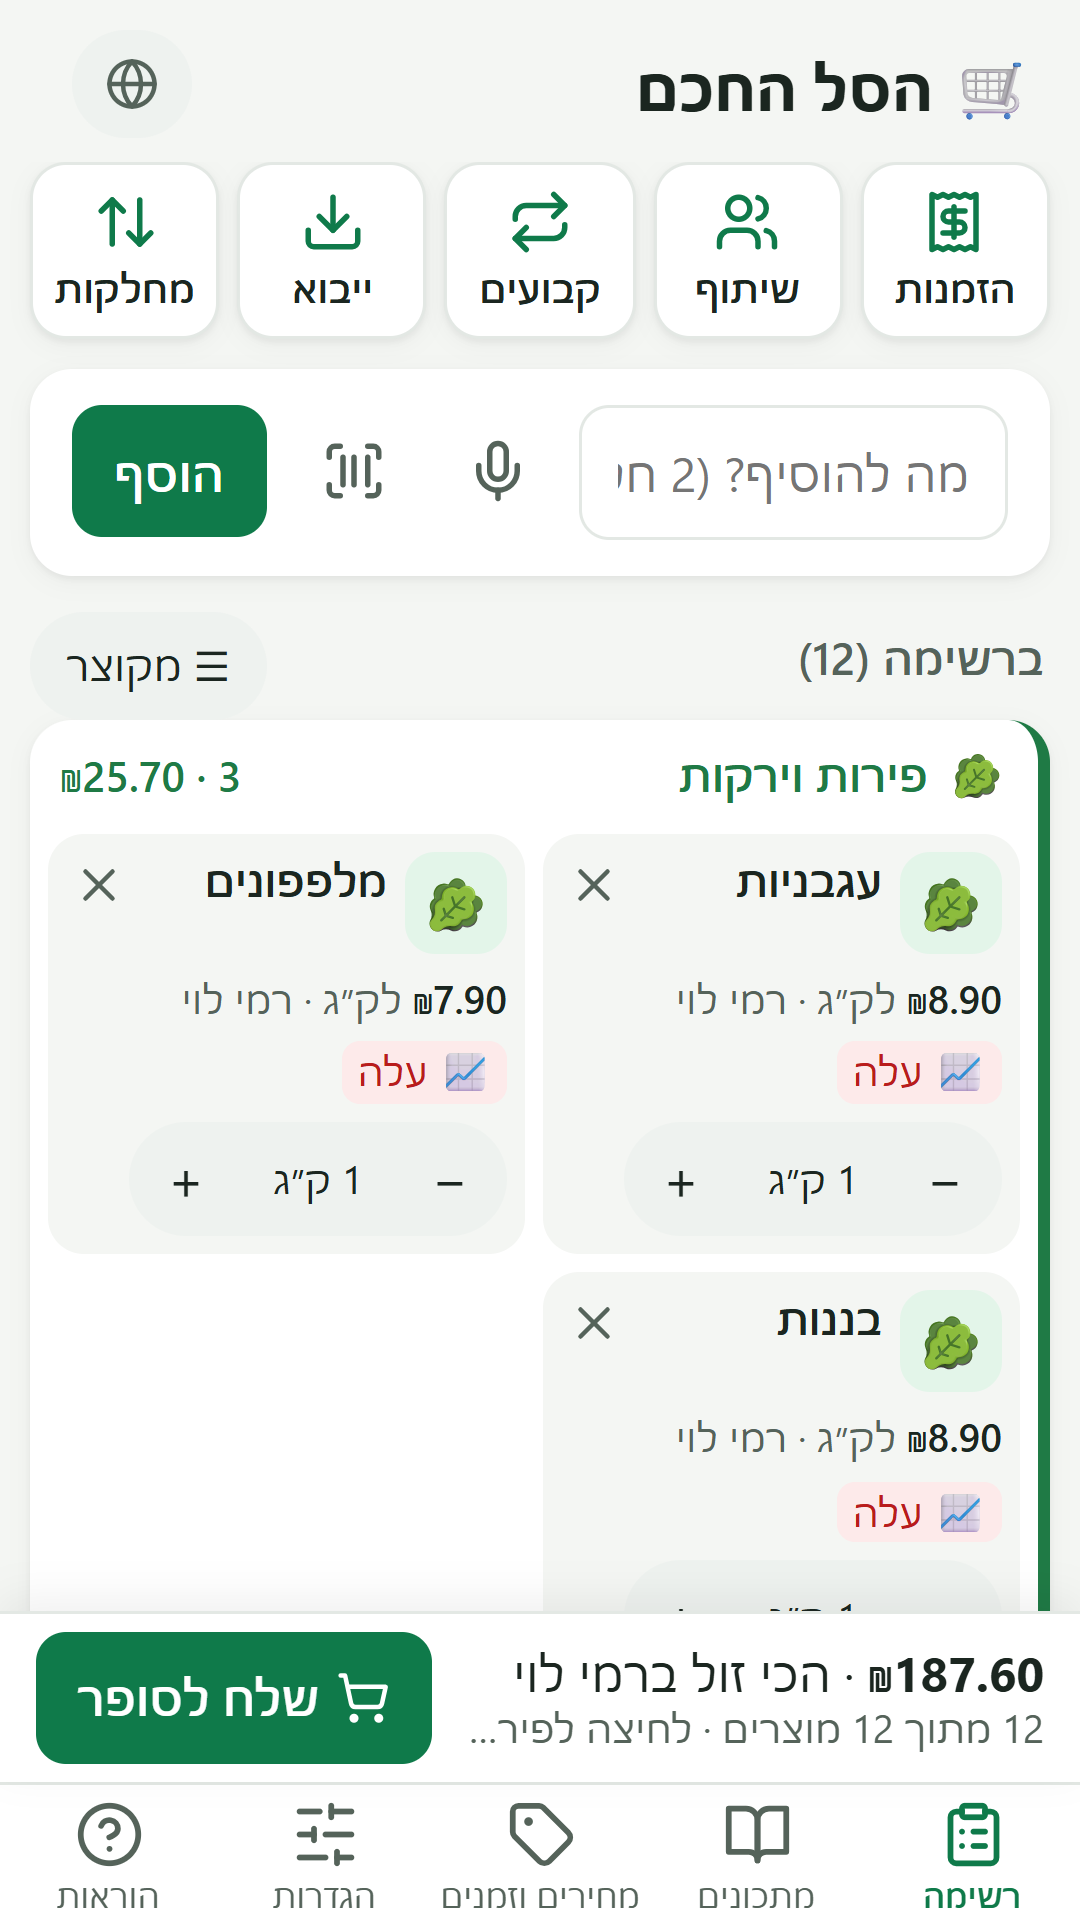 הסל החכם
הזמנות
שיתוף
קבועים
ייבוא
מחלקות
מה להוסיף? (2 חי
הוסף
ברשימה (12)
☰ מקוצר
פירות וירקות
3 · 25.70₪
עגבניות
8.90₪ לק״ג · רמי לוי
עלה
− 1 ק״ג +
מלפפונים
7.90₪ לק״ג · רמי לוי
עלה
− 1 ק״ג +
בננות
8.90₪ לק״ג · רמי לוי
עלה
187.60₪ · הכי זול ברמי לוי
12 מתוך 12 מוצרים · לחיצה לפיר...
שלח לסופר
רשימה
מתכונים
מחירים וזמנים
הגדרות
הוראות